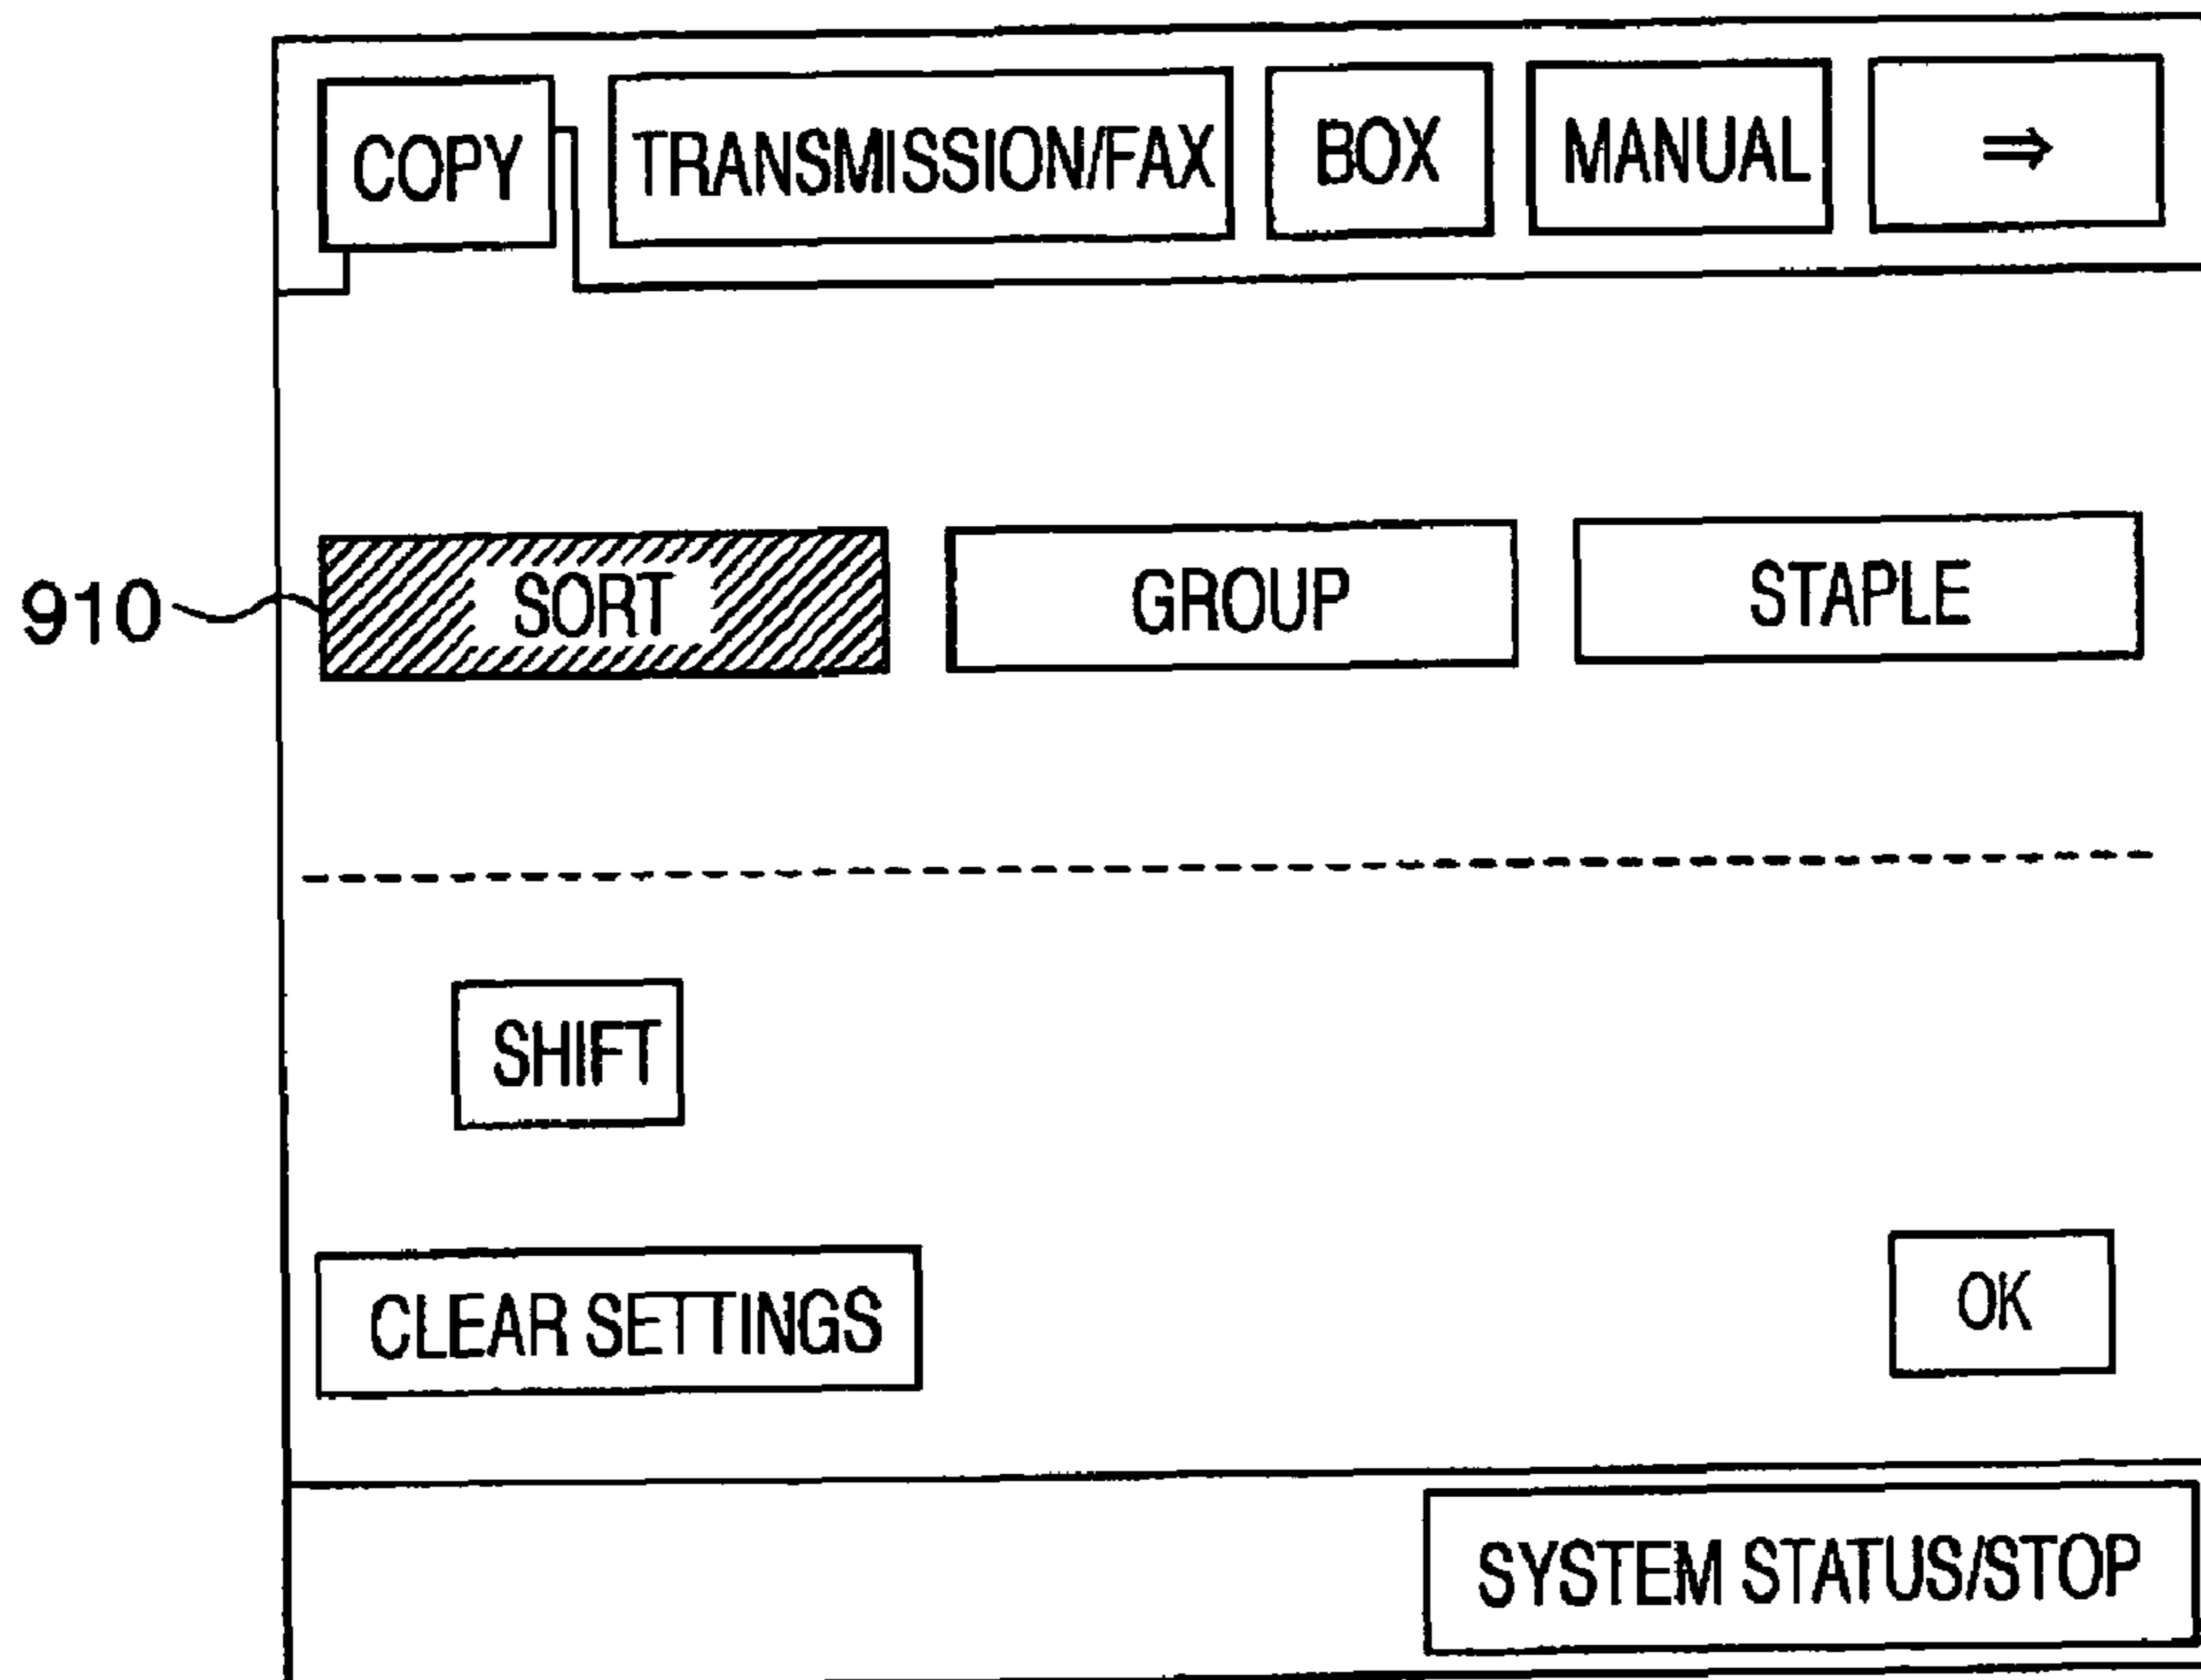 COPY TRANSMISSION/FAX BOX MANUAL ⇒
910 SORT GROUP STAPLE
SHIFT
CLEAR SETTINGS OK
SYSTEM STATUS/STOP